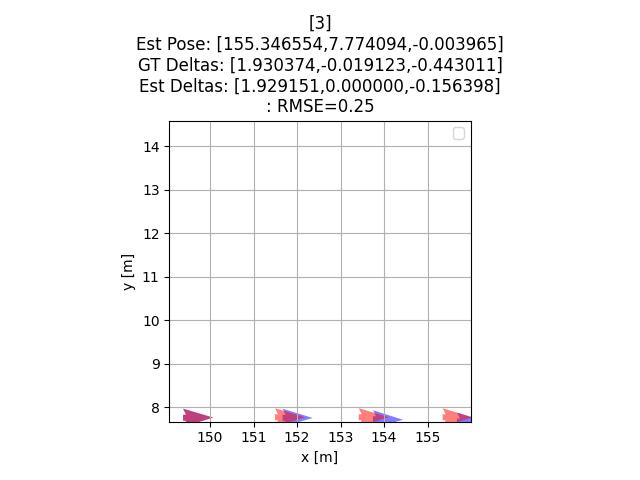 [3]
Est Pose: [155.346554,7.774094,-0.003965]
GT Deltas: [1.930374,-0.019123,-0.443011]
Est Deltas: [1.929151,0.000000,-0.156398]
: RMSE=0.25
14
13
12
11
10
9
8
y [m]
150 151 152 153 154 155
x [m]